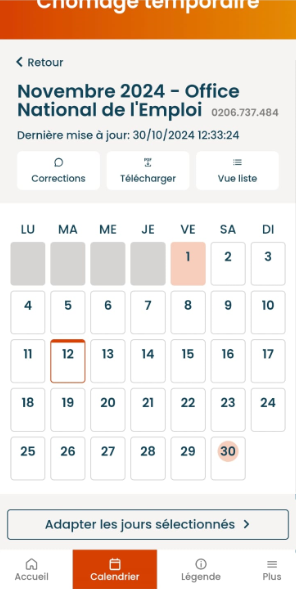 Chômage temporaire
Retour
Novembre 2024 - Office
National de l'Emploi 0206.737.484
Dernière mise à jour: 30/10/2024 12:33:24
Corrections Télécharger Vue liste
LU MA ME JE VE SA DI
1 2 3
4 5 6 7 8 9 10
11 12 13 14 15 16 17
18 19 20 21 22 23 24
25 26 27 28 29 30
Adapter les jours sélectionnés
Accueil Calendrier Légende Plus